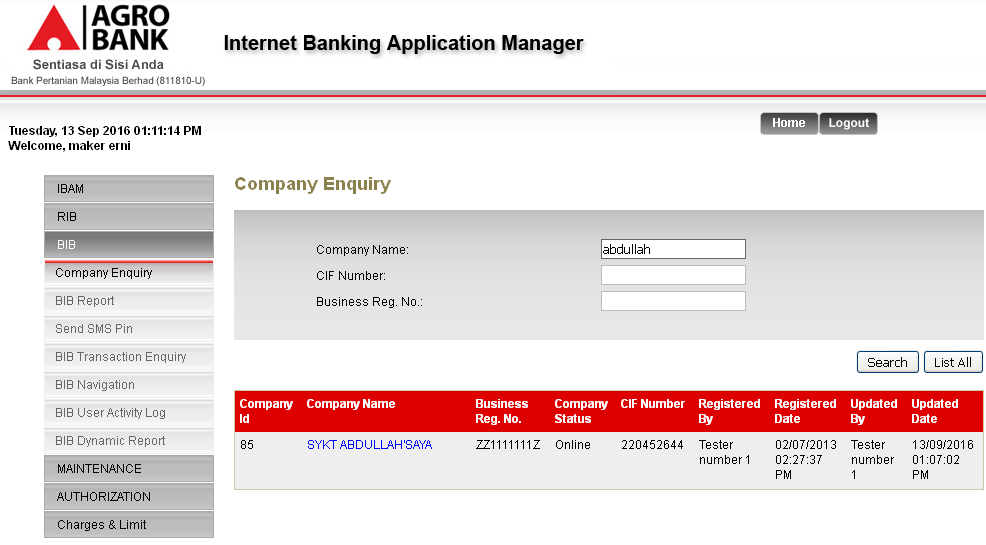 AGRO
BANK
Sentiasa di Sisi Anda
Bank Pertanian Malaysia Berhad (811810-U)
Internet Banking Application Manager
Tuesday, 13 Sep 2016 01:11:14 PM
Welcome, maker erni
Home Logout
IBAM
RIB
BIB
Company Enquiry
BIB Report
Send SMS Pin
BIB Transaction Enquiry
BIB Navigation
BIB User Activity Log
BIB Dynamic Report
MAINTENANCE
AUTHORIZATION
Charges & Limit
Company Enquiry
Company Name: abdullah
CIF Number:
Business Reg. No.:
Search List All
Company Company Name Business Company CIF Number Registered Registered Updated Updated
Id Reg. No. Status By Date By Date
85 SYKT ABDULLAH'SAYA ZZ1111111Z Online 220452644 Tester 02/07/2013 Tester 13/09/2016
number 1 02:27:37 number 01:07:02
PM 1 PM